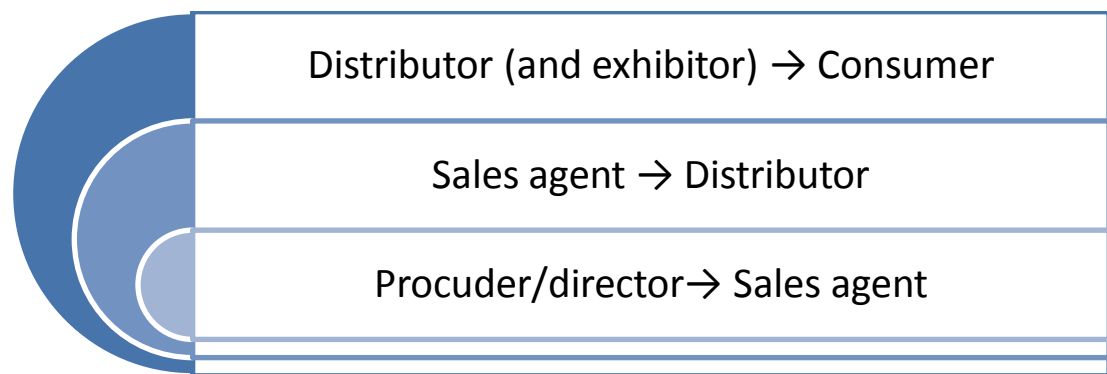 Distributor (and exhibitor) → Consumer
Sales agent → Distributor
Procuder/director→ Sales agent